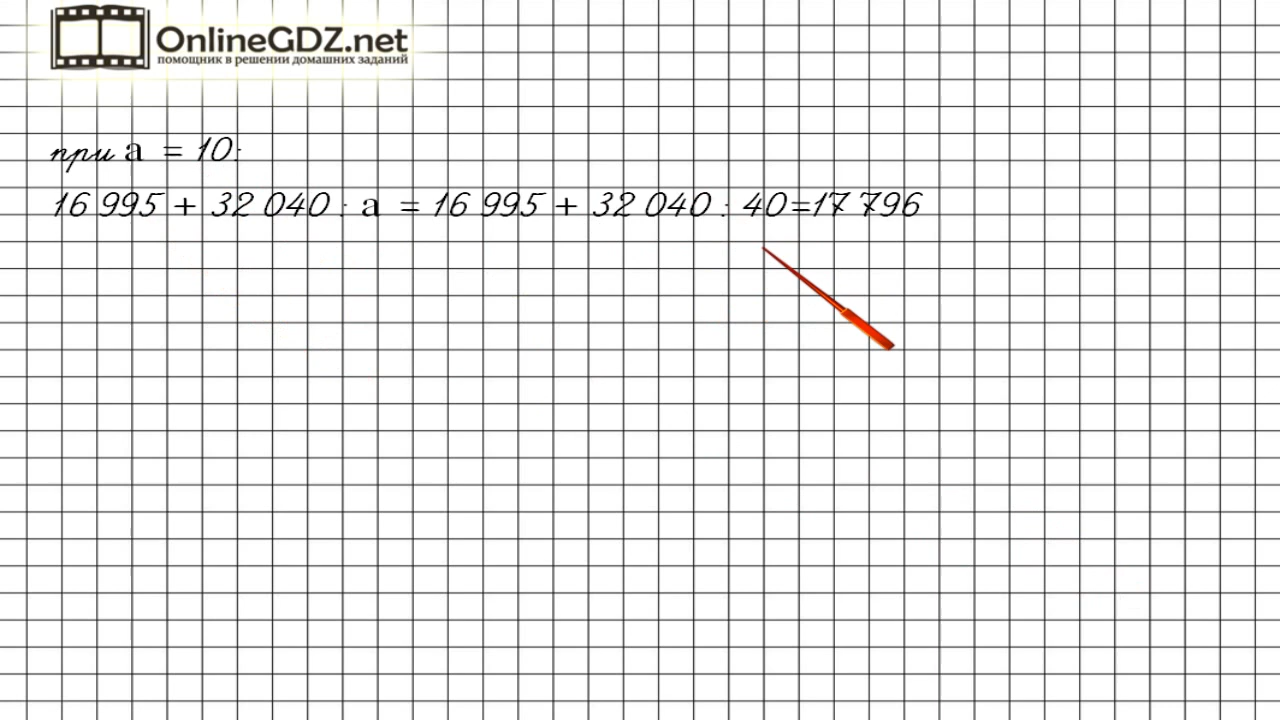 OnlineGDZ.net
помощник в решении домашних заданий
при а = 10:
16 995 + 32 040 : а = 16 995 + 32 040 : 40=17 796